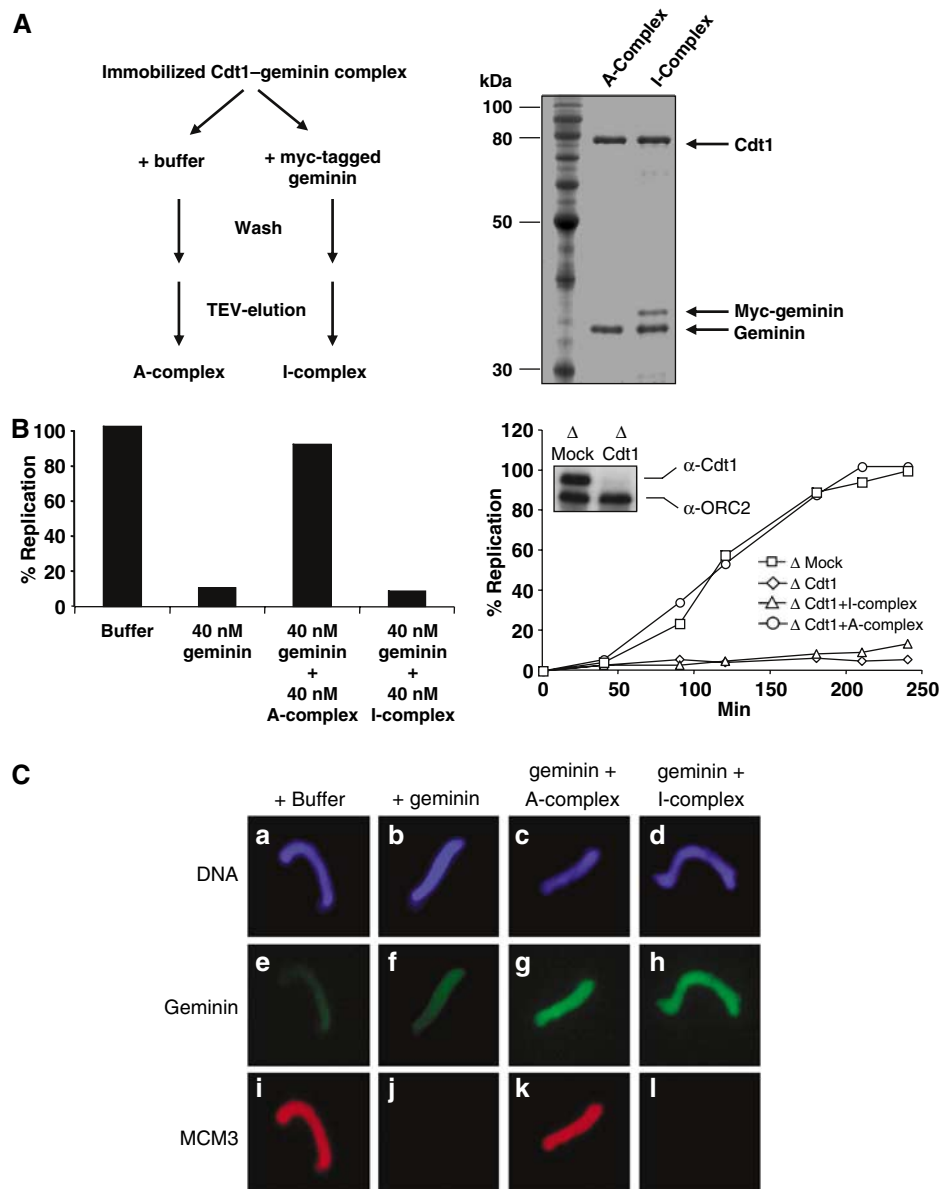 A
Immobilized Cdt1–geminin complex
+ buffer
+ myc-tagged
geminin
Wash
TEV-elution
A-complex
I-complex
kDa
A-Complex
I-Complex
100
80
50
30
Cdt1
Myc-geminin
Geminin
B
% Replication
100
80
60
40
20
0
Buffer
40 nM
geminin
40 nM
geminin
+
40 nM
A-complex
40 nM
geminin
+
40 nM
I-complex
% Replication
120
100
80
60
40
20
0
0
50
100
150
200
250
Min
Δ
Mock
Δ
Cdt1
α-Cdt1
α-ORC2
Δ Mock
Δ Cdt1
Δ Cdt1+I-complex
Δ Cdt1+A-complex
C
+ Buffer
+ geminin
geminin +
A-complex
geminin +
I-complex
DNA
a
b
c
d
Geminin
e
f
g
h
MCM3
i
j
k
l